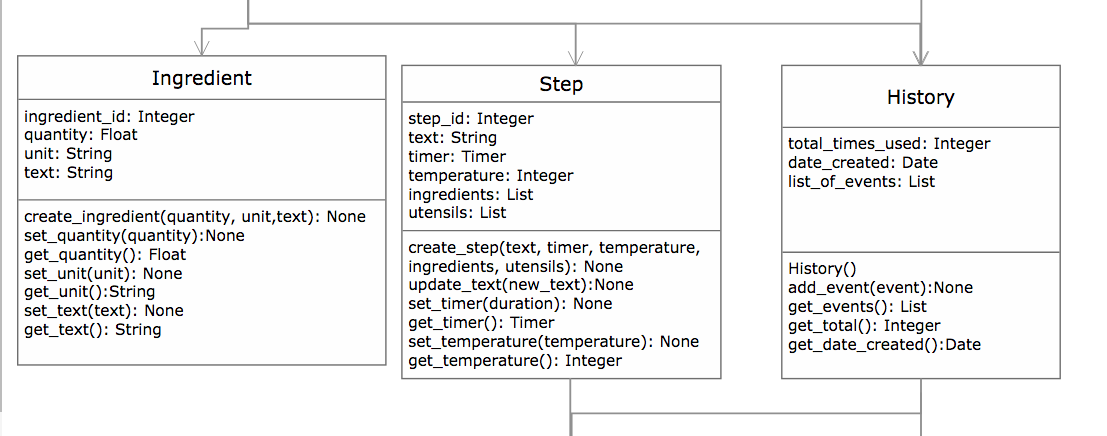 Ingredient
ingredient_id: Integer
quantity: Float
unit: String
text: String
create_ingredient(quantity, unit,text): None
set_quantity(quantity):None
get_quantity(): Float
set_unit(unit): None
get_unit():String
set_text(text): None
get_text(): String
Step
step_id: Integer
text: String
timer: Timer
temperature: Integer
ingredients: List
utensils: List
create_step(text, timer, temperature,
ingredients, utensils): None
update_text(new_text):None
set_timer(duration): None
get_timer(): Timer
set_temperature(temperature): None
get_temperature(): Integer
History
total_times_used: Integer
date_created: Date
list_of_events: List
History()
add_event(event):None
get_events(): List
get_total(): Integer
get_date_created():Date